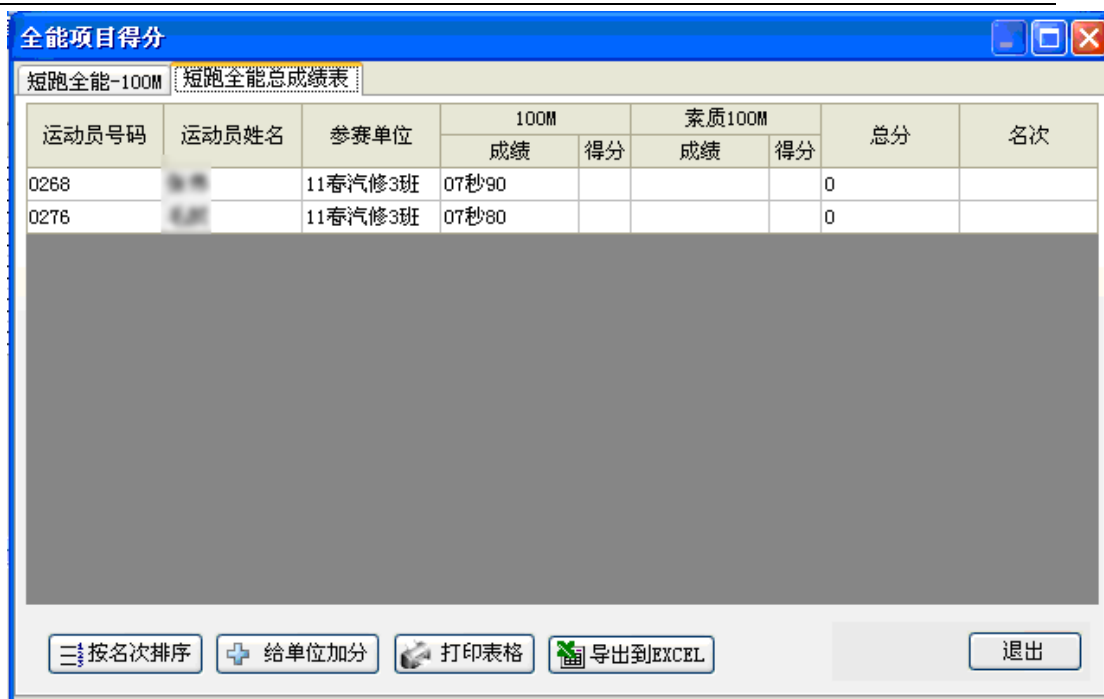 全能项目得分
短跑全能-100M 短跑全能总成绩表
运动员号码 运动员姓名 参赛单位 100M 素质100M 总分 名次
成绩 得分 成绩 得分
0268 11春汽修3班 07秒90 0
0276 11春汽修3班 07秒80 0
按名次排序 给单位加分 打印表格 导出到EXCEL 退出